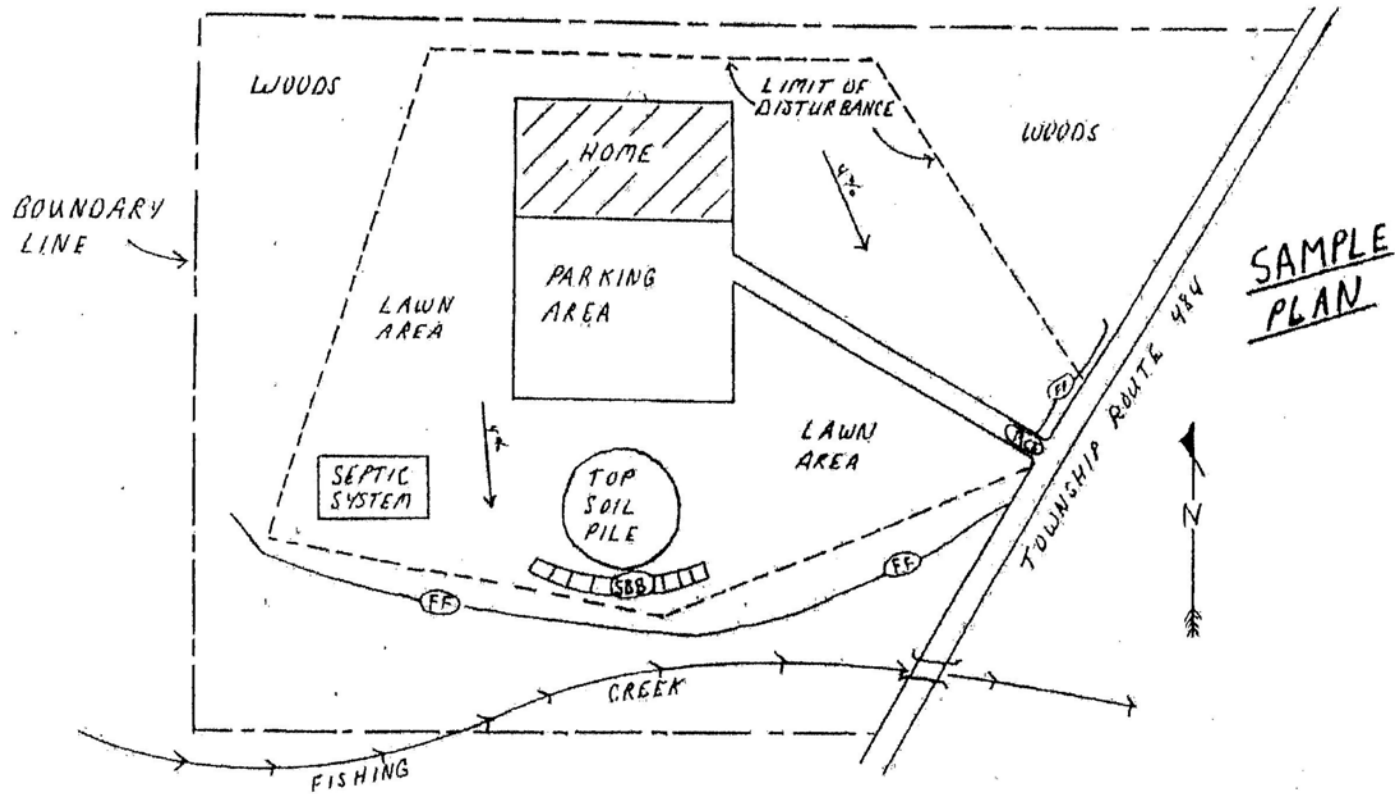 WOODS
LIMIT OF
DISTURBANCE
WOODS
HOME
BOUNDARY
LINE
SAMPLE
PLAN
PARKING
AREA
LAWN
AREA
TOWNSHIP ROUTE 484
FF
LAWN
AREA
SEPTIC
SYSTEM
TOP
SOIL
PILE
N
FF
SBB
FF
CREEK
FISHING